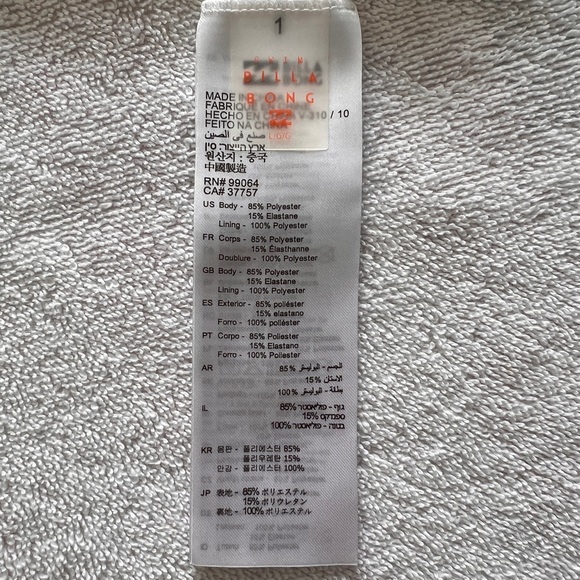 1
BILLA
BONG
MADE IN
FABRIQUE EN CHINE
HECHO EN CHINA V-310 / 10
FEITO NA CHINA
صنع في الصين
ארץ הייצור: סין
원산지 : 중국
中國製造
RN# 99064
CA# 37757
US Body - 85% Polyester
15% Elastane
Lining - 100% Polyester
FR Corps - 85% Polyester
15% Élasthanne
Doublure - 100% Polyester
GB Body - 85% Polyester
15% Elastane
Lining - 100% Polyester
ES Exterior - 85% poliéster
15% elastano
Forro - 100% poliéster
PT Corpo - 85% Poliester
15% Elastano
Forro - 100% Poliester
AR الجسم - البوليستر 85%
الاستان 15%
بطانة - البوليستر 100%
IL גוף - פוליאסטר 85%
ספנדקס 15%
בטנה - פוליאסטר 100%
KR 몸판 - 폴리에스터 85%
폴리우레탄 15%
안감 - 폴리에스터 100%
JP 表地 - 85% ポリエステル
15% ポリウレタン
裏地 - 100% ポリエステル